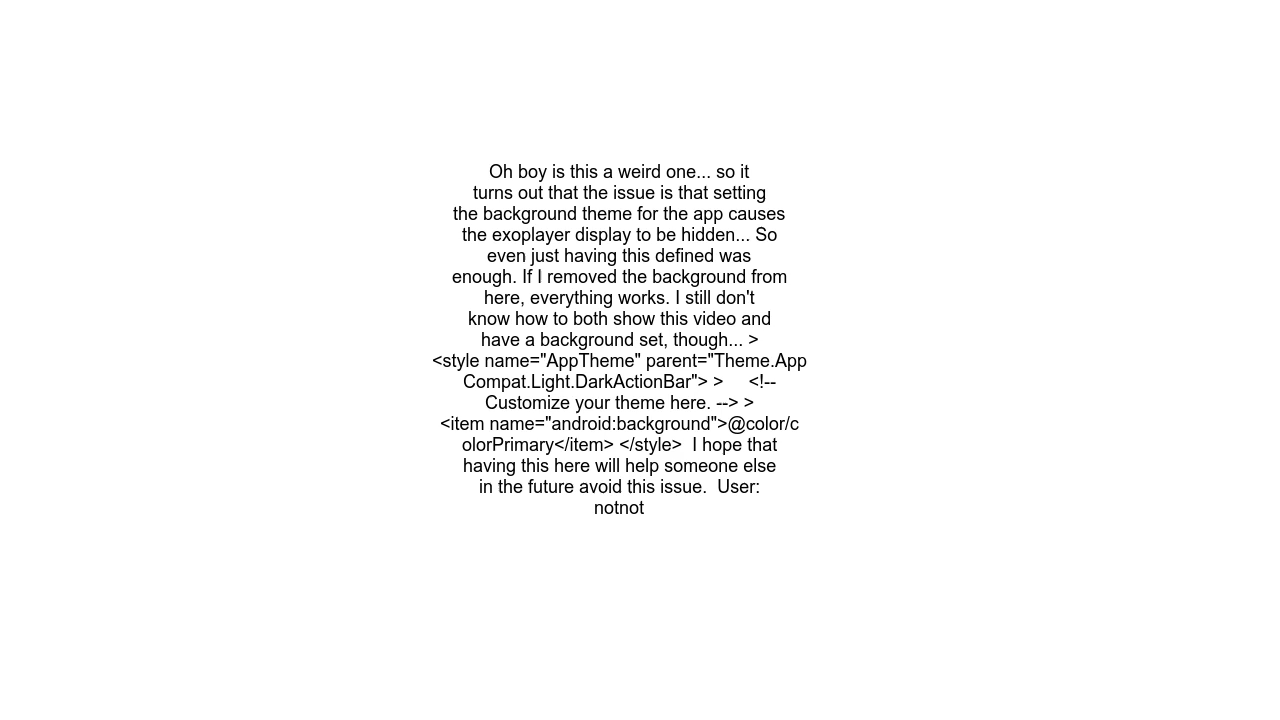 Oh boy is this a weird one... so it
turns out that the issue is that setting
the background theme for the app causes
the exoplayer display to be hidden... So
even just having this defined was
enough. If I removed the background from
here, everything works. I still don't
know how to both show this video and
have a background set, though... >
<style name="AppTheme" parent="Theme.App
Compat.Light.DarkActionBar"> >     <!--
Customize your theme here. --> >
<item name="android:background">@color/c
olorPrimary</item> </style>  I hope that
having this here will help someone else
in the future avoid this issue.  User:
notnot